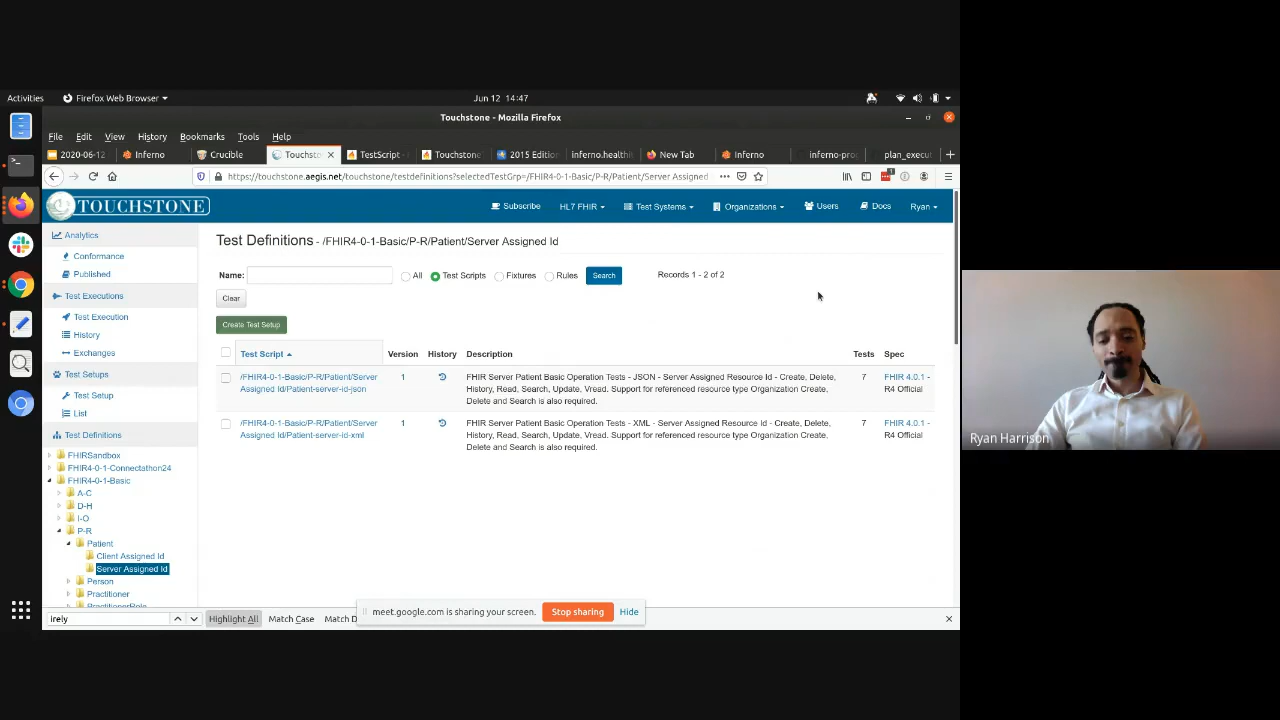 Activities
Firefox Web Browser
Jun 12 14:47
Touchstone - Mozilla Firefox
File Edit View History Bookmarks Tools Help
2020-06-12
Inferno
Crucible
Touchst
TestScript -
Touchstone
2015 Edition
inferno.health
New Tab
Inferno
inferno-pro
plan_execut
https://touchstone.aegis.net/touchstone/testdefinitions?selectedTestGrp=/FHIR4-0-1-Basic/P-R/Patient/Server Assigned
TOUCHSTONE
Subscribe HL7 FHIR Test Systems Organizations Users Docs Ryan
Analytics
Conformance
Published
Test Executions
Test Execution
History
Exchanges
Test Setups
Test Setup
List
Test Definitions
FHIRSandbox
FHIR4-0-1-Connectathon24
FHIR4-0-1-Basic
A-C
D-H
I-O
P-R
Patient
Client Assigned Id
Server Assigned Id
Person
Practitioner
PractitionerRole
Test Definitions - /FHIR4-0-1-Basic/P-R/Patient/Server Assigned Id
Name: All Test Scripts Fixtures Rules Search Records 1 - 2 of 2
Clear
Create Test Setup
Test Script Version History Description Tests Spec
/FHIR4-0-1-Basic/P-R/Patient/Server 1 FHIR Server Patient Basic Operation Tests - JSON - Server Assigned Resource Id - Create, Delete, 7 FHIR 4.0.1 -
Assigned Id/Patient-server-id-json History, Read, Search, Update, Vread. Support for referenced resource type Organization Create, R4 Official
Delete and Search is also required.
/FHIR4-0-1-Basic/P-R/Patient/Server 1 FHIR Server Patient Basic Operation Tests - XML - Server Assigned Resource Id - Create, Delete, 7 FHIR 4.0.1 -
Assigned Id/Patient-server-id-xml History, Read, Search, Update, Vread. Support for referenced resource type Organization Create, R4 Official
Delete and Search is also required.
meet.google.com is sharing your screen. Stop sharing Hide
irely Highlight All Match Case Match D
Ryan Harrison